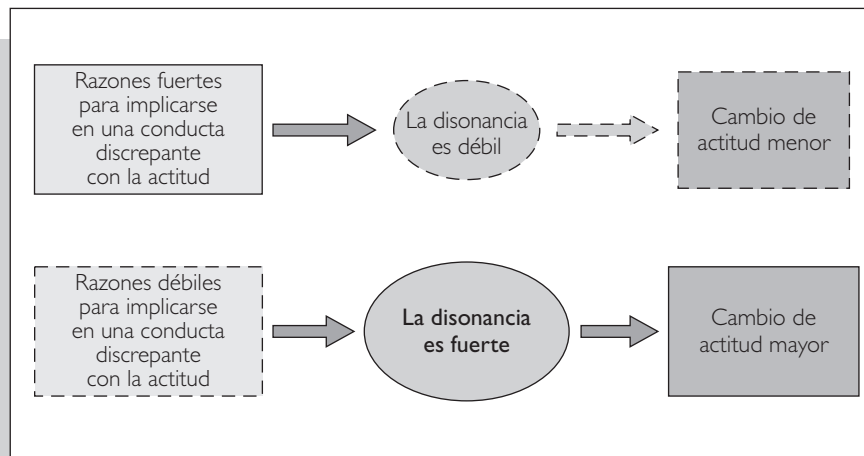 Razones fuertes
para implicarse
en una conducta
discrepante
con la actitud
La disonancia
es débil
Cambio de
actitud menor
Razones débiles
para implicarse
en una conducta
discrepante
con la actitud
La disonancia
es fuerte
Cambio de
actitud mayor